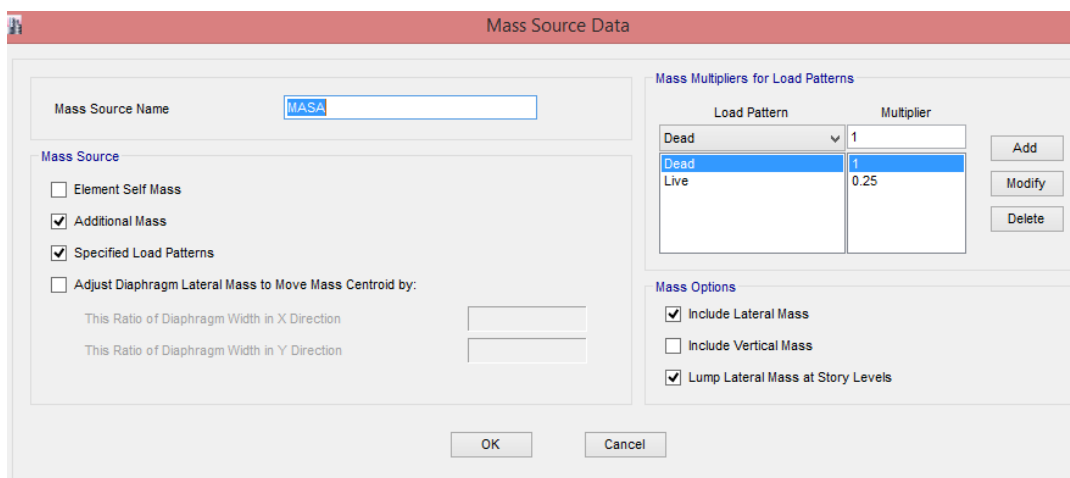 Mass Source Data
Mass Source Name
MASA
Mass Source
Element Self Mass
Additional Mass
Specified Load Patterns
Adjust Diaphragm Lateral Mass to Move Mass Centroid by:
This Ratio of Diaphragm Width in X Direction
This Ratio of Diaphragm Width in Y Direction
Mass Multipliers for Load Patterns
Load Pattern Multiplier
Dead 1
Dead 1
Live 0.25
Add
Modify
Delete
Mass Options
Include Lateral Mass
Include Vertical Mass
Lump Lateral Mass at Story Levels
OK Cancel